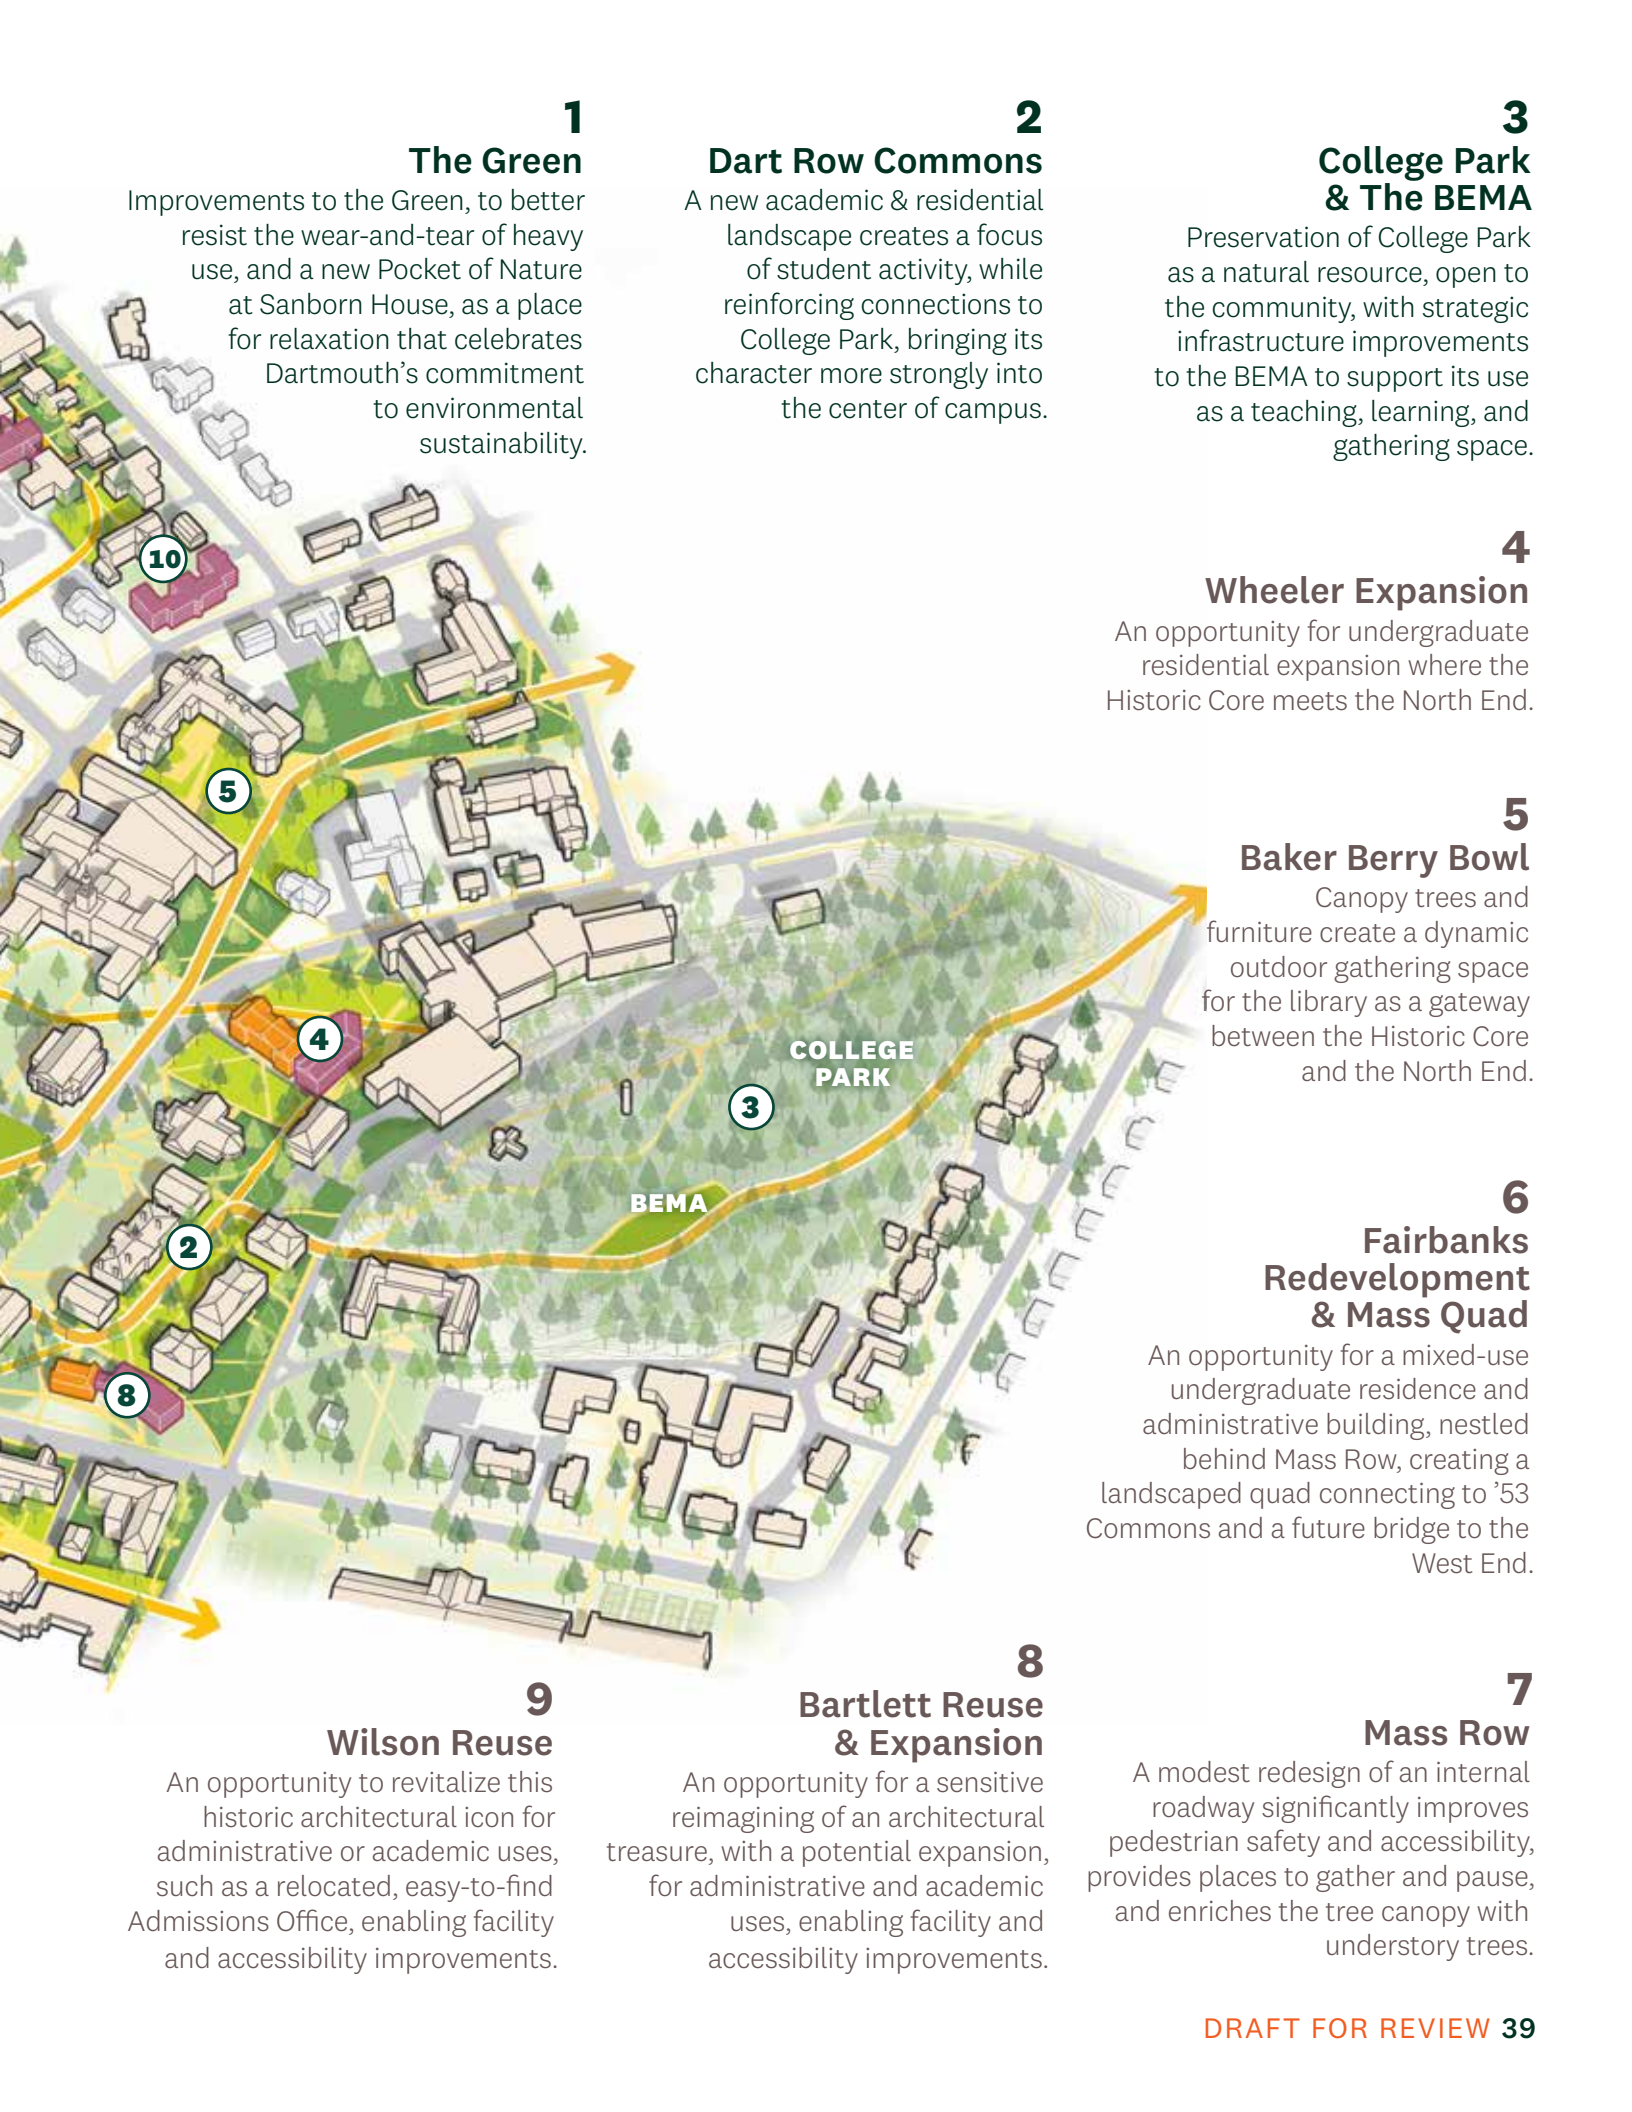 1
The Green
Improvements to the Green, to better
resist the wear-and-tear of heavy
use, and a new Pocket of Nature
at Sanborn House, as a place
for relaxation that celebrates
Dartmouth’s commitment
to environmental
sustainability.
2
Dart Row Commons
A new academic & residential
landscape creates a focus
of student activity, while
reinforcing connections to
College Park, bringing its
character more strongly into
the center of campus.
3
College Park
& The BEMA
Preservation of College Park
as a natural resource, open to
the community, with strategic
infrastructure improvements
to the BEMA to support its use
as a teaching, learning, and
gathering space.
4
Wheeler Expansion
An opportunity for undergraduate
residential expansion where the
Historic Core meets the North End.
5
Baker Berry Bowl
Canopy trees and
furniture create a dynamic
outdoor gathering space
for the library as a gateway
between the Historic Core
and the North End.
6
Fairbanks
Redevelopment
& Mass Quad
An opportunity for a mixed-use
undergraduate residence and
administrative building, nestled
behind Mass Row, creating a
landscaped quad connecting to ’53
Commons and a future bridge to the
West End.
10
5
4
COLLEGE
PARK
3
BEMA
2
8
9
Wilson Reuse
An opportunity to revitalize this
historic architectural icon for
administrative or academic uses,
such as a relocated, easy-to-find
Admissions Office, enabling facility
and accessibility improvements.
8
Bartlett Reuse
& Expansion
An opportunity for a sensitive
reimagining of an architectural
treasure, with a potential expansion,
for administrative and academic
uses, enabling facility and
accessibility improvements.
7
Mass Row
A modest redesign of an internal
roadway significantly improves
pedestrian safety and accessibility,
provides places to gather and pause,
and enriches the tree canopy with
understory trees.
DRAFT FOR REVIEW 39